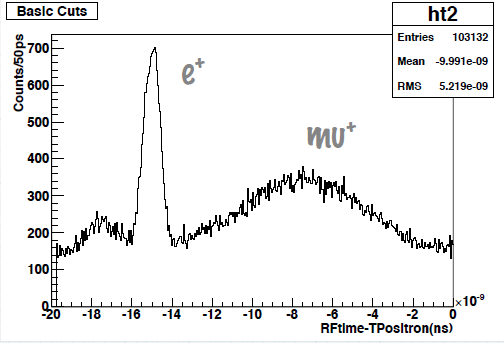 Basic Cuts
ht2
Entries 103132
Mean -9.991e-09
RMS 5.219e-09
Counts/50ps
700
600
500
400
300
200
100
0
e+
mu+
-20 -18 -16 -14 -12 -10 -8 -6 -4 -2 0
×10-9
RFtime-TPositron(ns)